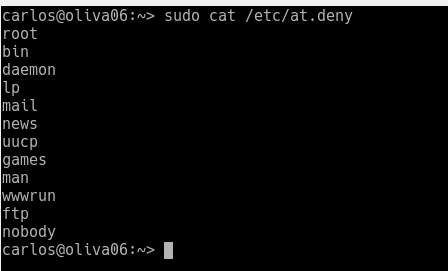 carlos@oliva06:~> sudo cat /etc/at.deny
root
bin
daemon
lp
mail
news
uucp
games
man
wwwrun
ftp
nobody
carlos@oliva06:~>